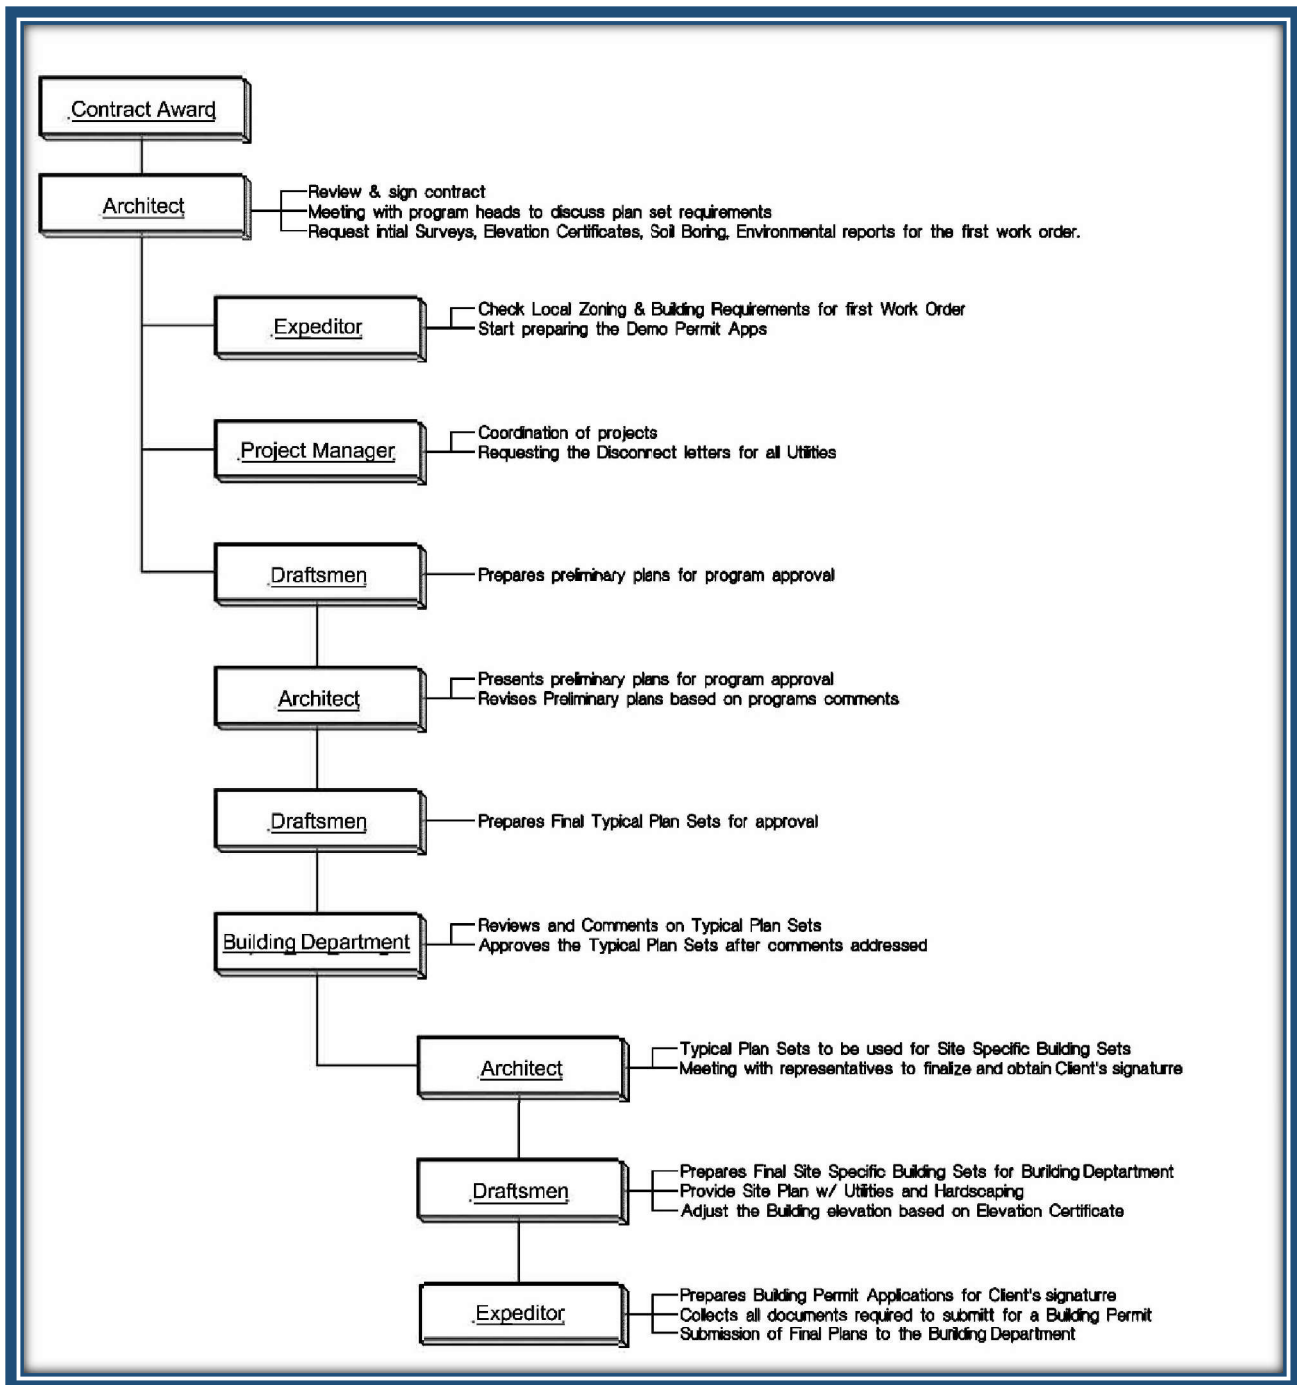 Contract Award
Architect
Review & sign contract
Meeting with program heads to discuss plan set requirements
Request intial Surveys, Elevation Certificates, Soil Boring, Environmental reports for the first work order.
Expeditor
Check Local Zoning & Building Requirements for first Work Order
Start preparing the Demo Permit Apps
Project Manager
Coordination of projects
Requesting the Disconnect letters for all Utilities
Draftsmen
Prepares preliminary plans for program approval
Architect
Presents preliminary plans for program approval
Revises Preliminary plans based on programs comments
Draftsmen
Prepares Final Typical Plan Sets for approval
Building Department
Reviews and Comments on Typical Plan Sets
Approves the Typical Plan Sets after comments addressed
Architect
Typical Plan Sets to be used for Site Specific Building Sets
Meeting with representatives to finalize and obtain Client's signaturre
Draftsmen
Prepares Final Site Specific Building Sets for Burilding Deptartment
Provide Site Plan w/ Utilities and Hardscaping
Adjust the Building elevation based on Elevation Certificate
Expeditor
Prepares Building Permit Applications for Client's signaturre
Collects all documents required to submitt for a Building Permit
Submission of Final Plans to the Burilding Department